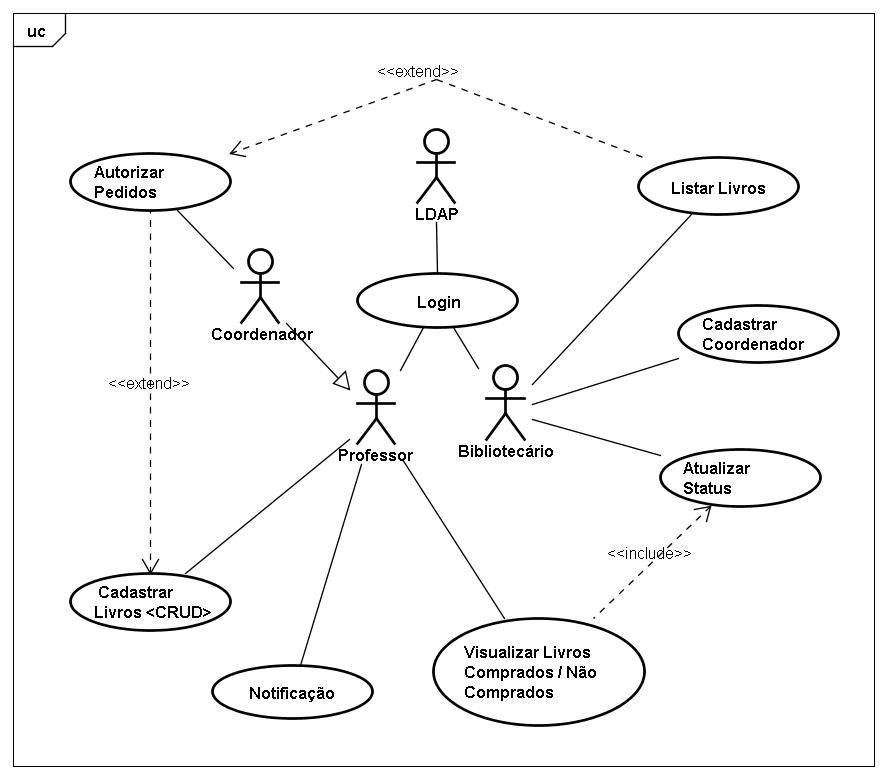 uc
<<extend>>
Autorizar
Pedidos
LDAP
Listar Livros
Coordenador
Login
Cadastrar
Coordenador
<<extend>>
Professor
Bibliotecário
Atualizar
Status
<<include>>
Cadastrar
Livros <CRUD>
Notificação
Visualizar Livros
Comprados / Não
Comprados